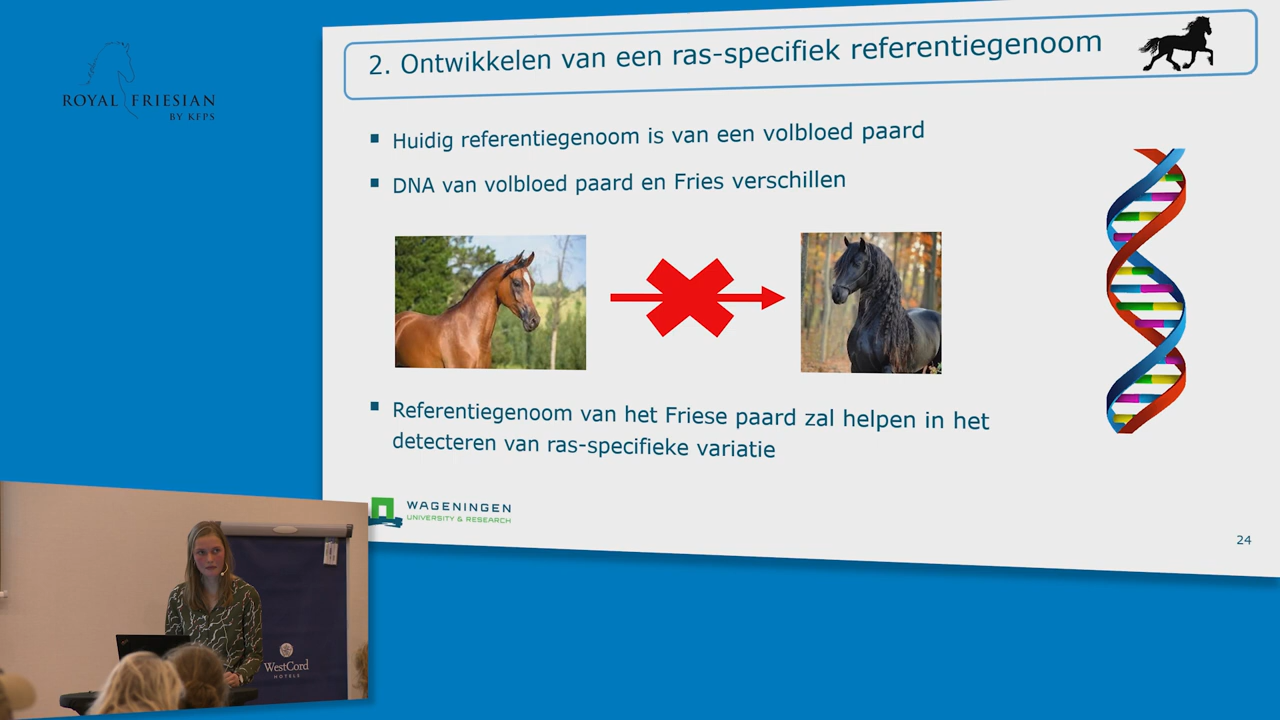 ROYAL FRIESIAN
BY KFPS
2. Ontwikkelen van een ras-specifiek referentiegenoom
Huidig referentiegenoom is van een volbloed paard
DNA van volbloed paard en Fries verschillen
Referentiegenoom van het Friese paard zal helpen in het
detecteren van ras-specifieke variatie
WAGENINGEN
UNIVERSITY & RESEARCH
24
WestCord
HOTELS